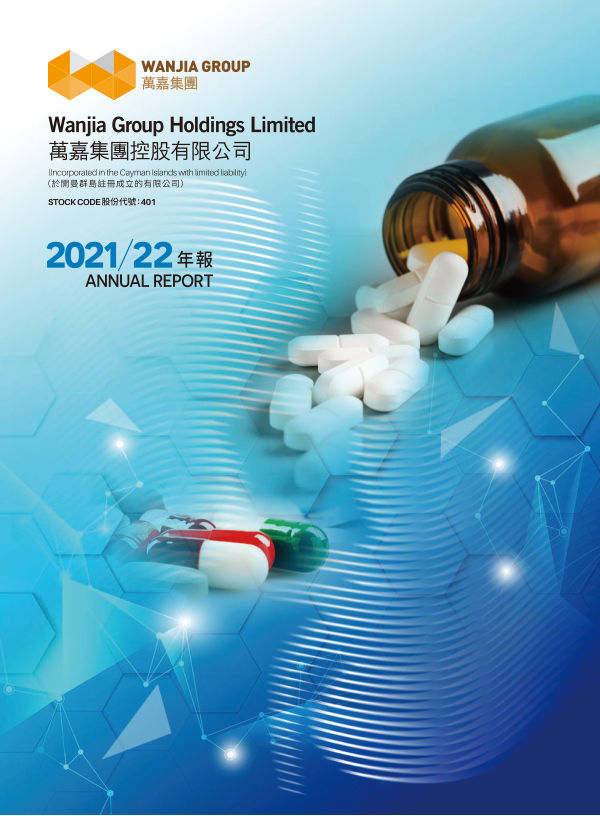 WANJIA GROUP
萬嘉集團
Wanjia Group Holdings Limited
萬嘉集團控股有限公司
(Incorporated in the Cayman Islands with limited liability)
(於開曼群島註冊成立的有限公司)
STOCK CODE 股份代號：401
2021/22 年報
ANNUAL REPORT